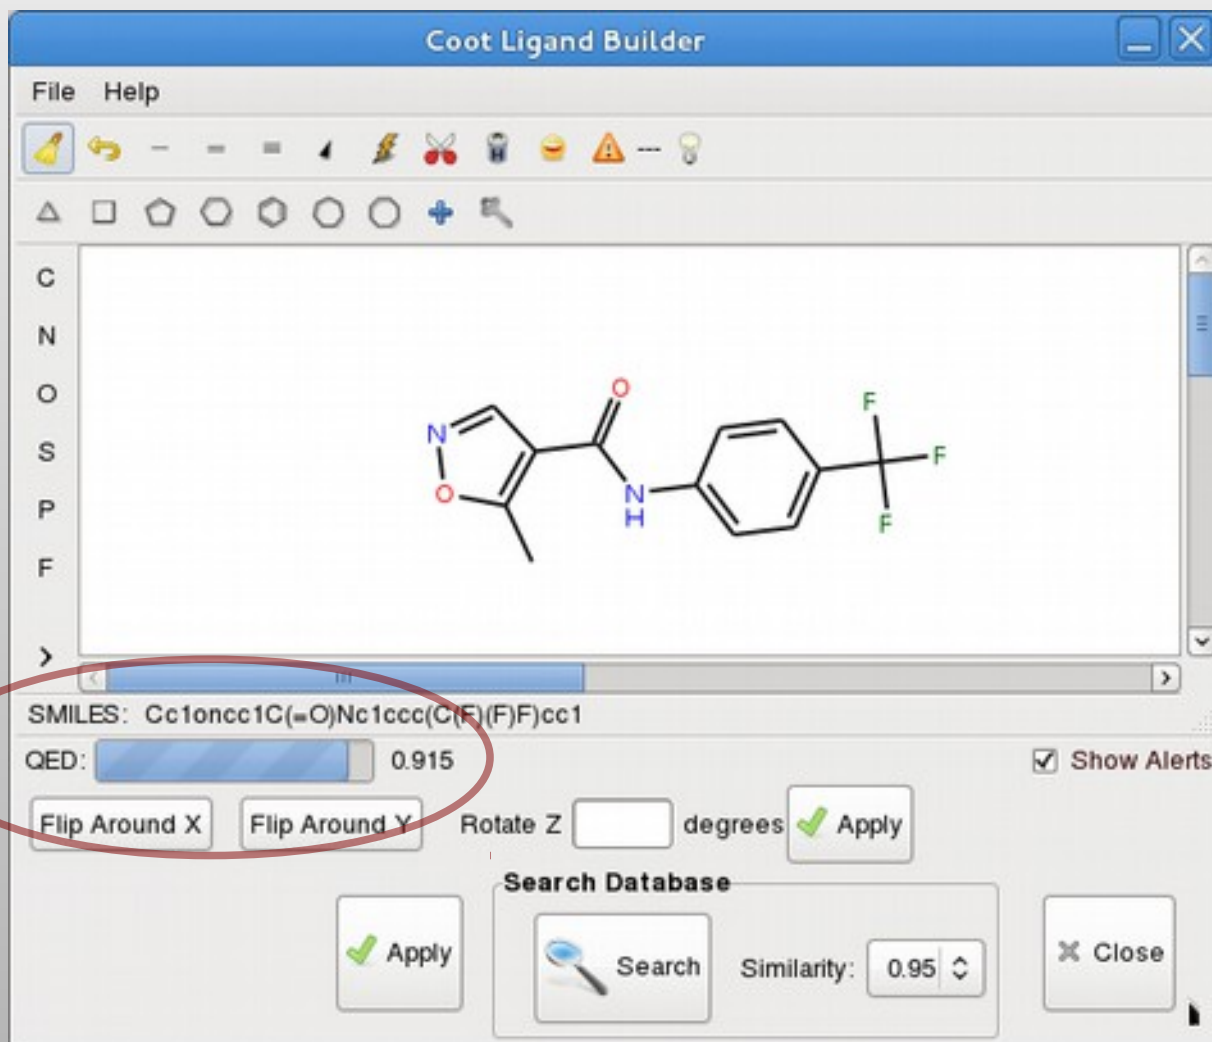 Coot Ligand Builder
File Help
H
C
N
O
S
P
F
O
N
O
N
H
F
F
F
SMILES: Cc1oncc1C(=O)Nc1ccc(C(F)(F)F)cc1
QED: 0.915 Show Alerts
Flip Around X Flip Around Y Rotate Z degrees Apply
Search Database
Apply Search Similarity: 0.95 Close